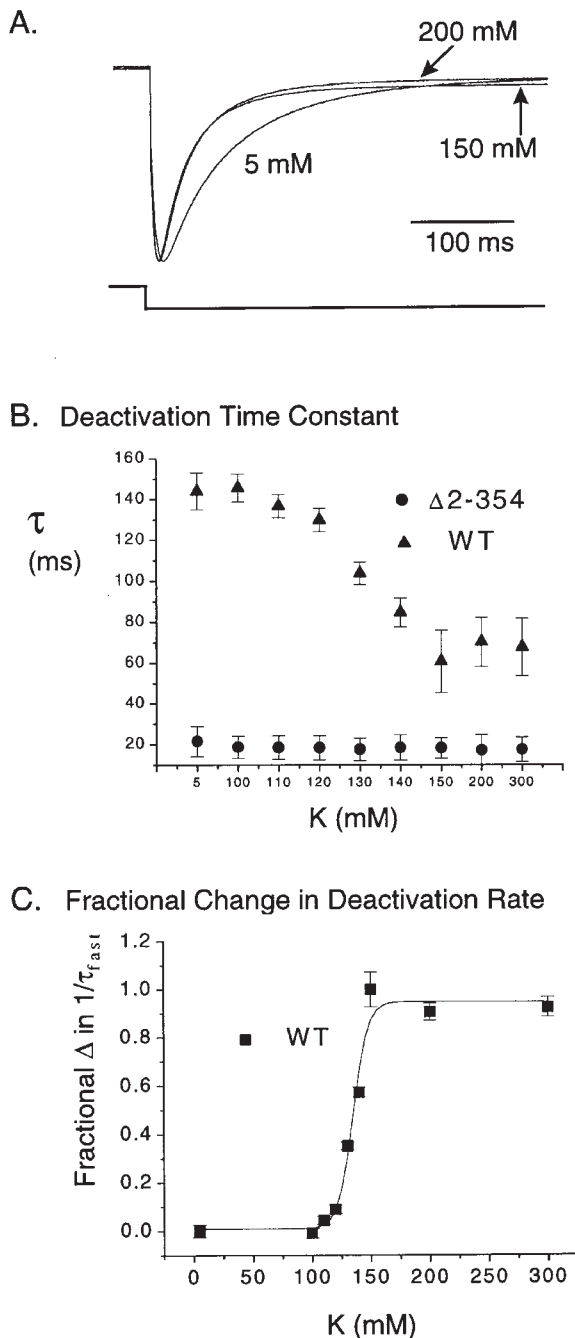 A.
200 mM
5 mM
150 mM
100 ms
B. Deactivation Time Constant
160
140
120
100
80
60
40
20
τ
(ms)
Δ2-354
WT
5 100 110 120 130 140 150 200 300
K (mM)
C. Fractional Change in Deactivation Rate
1.2
1.0
0.8
0.6
0.4
0.2
0.0
Fractional Δ in 1/τfast
WT
0 50 100 150 200 250 300
K (mM)